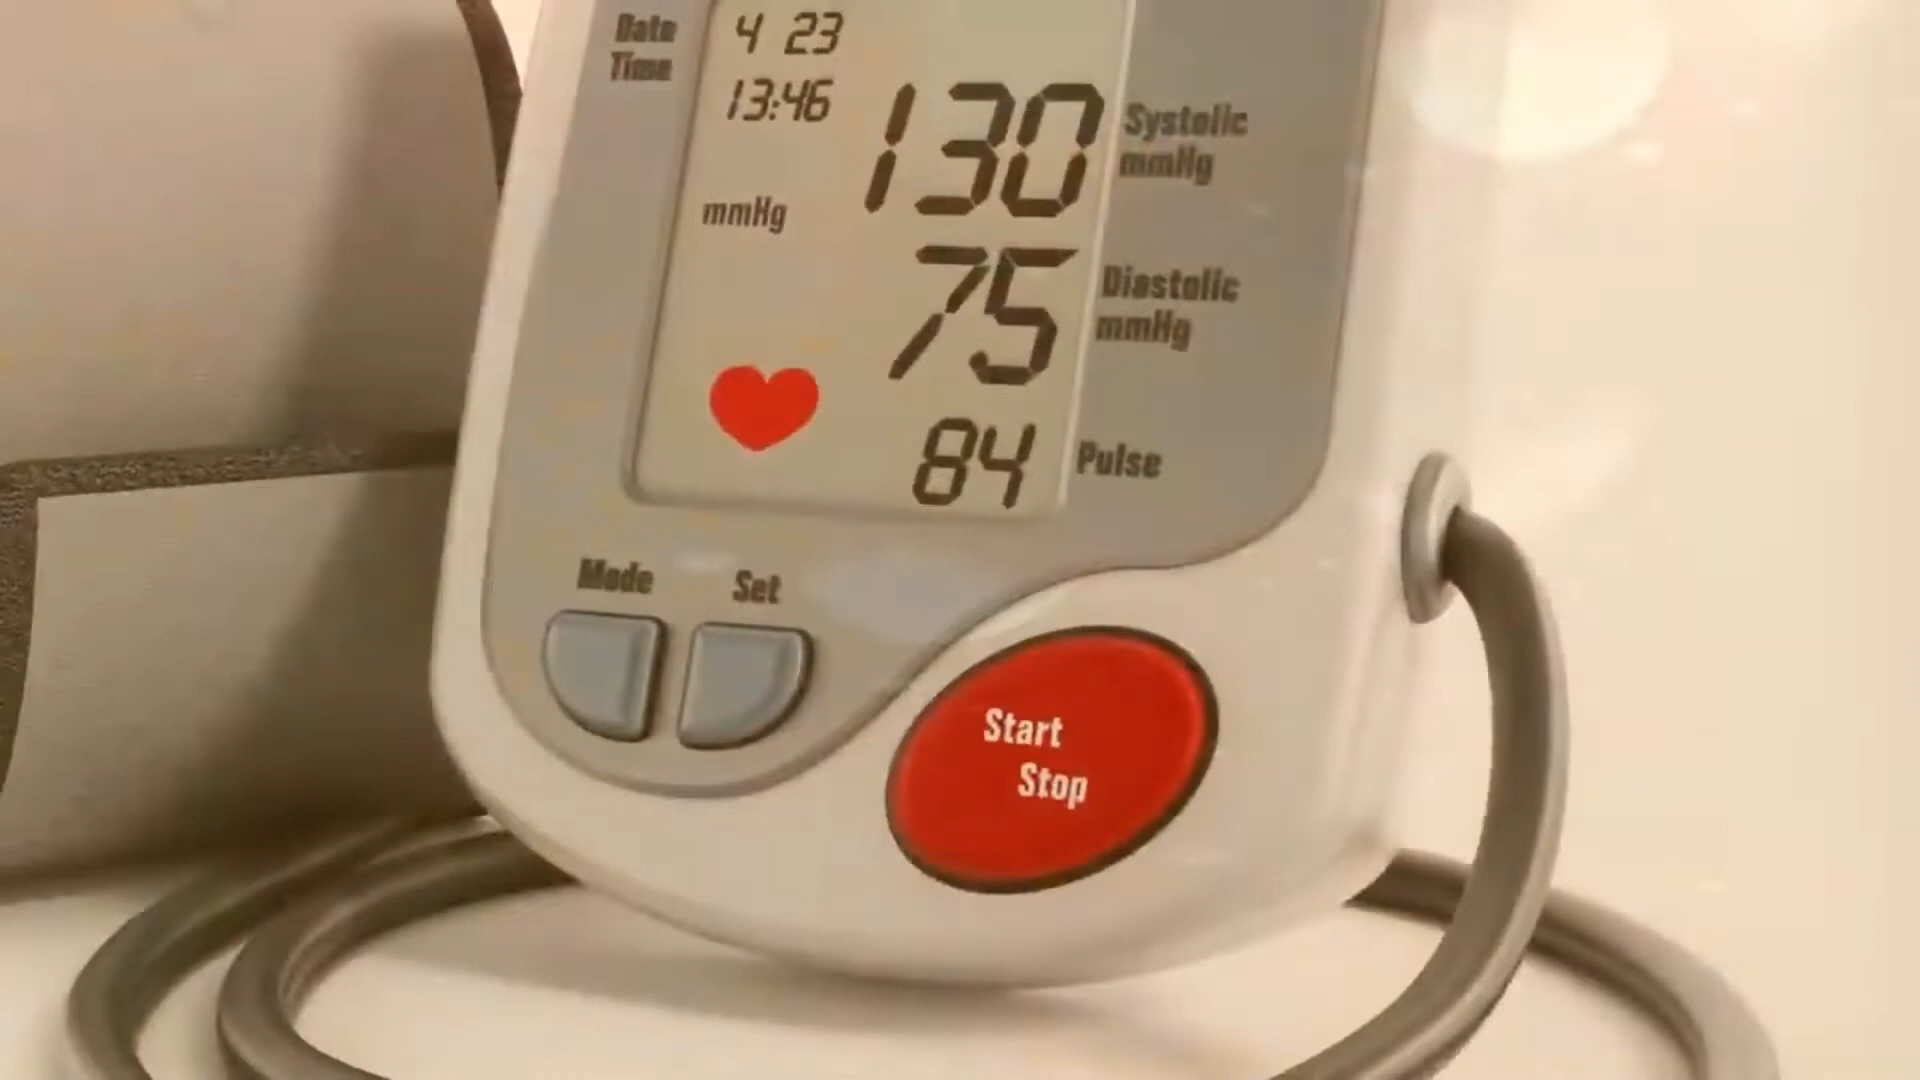 Date
Time
4 23
13:46
130
Systolic
mmHg
mmHg
75
Diastolic
mmHg
84
Pulse
Mode
Set
Start
Stop